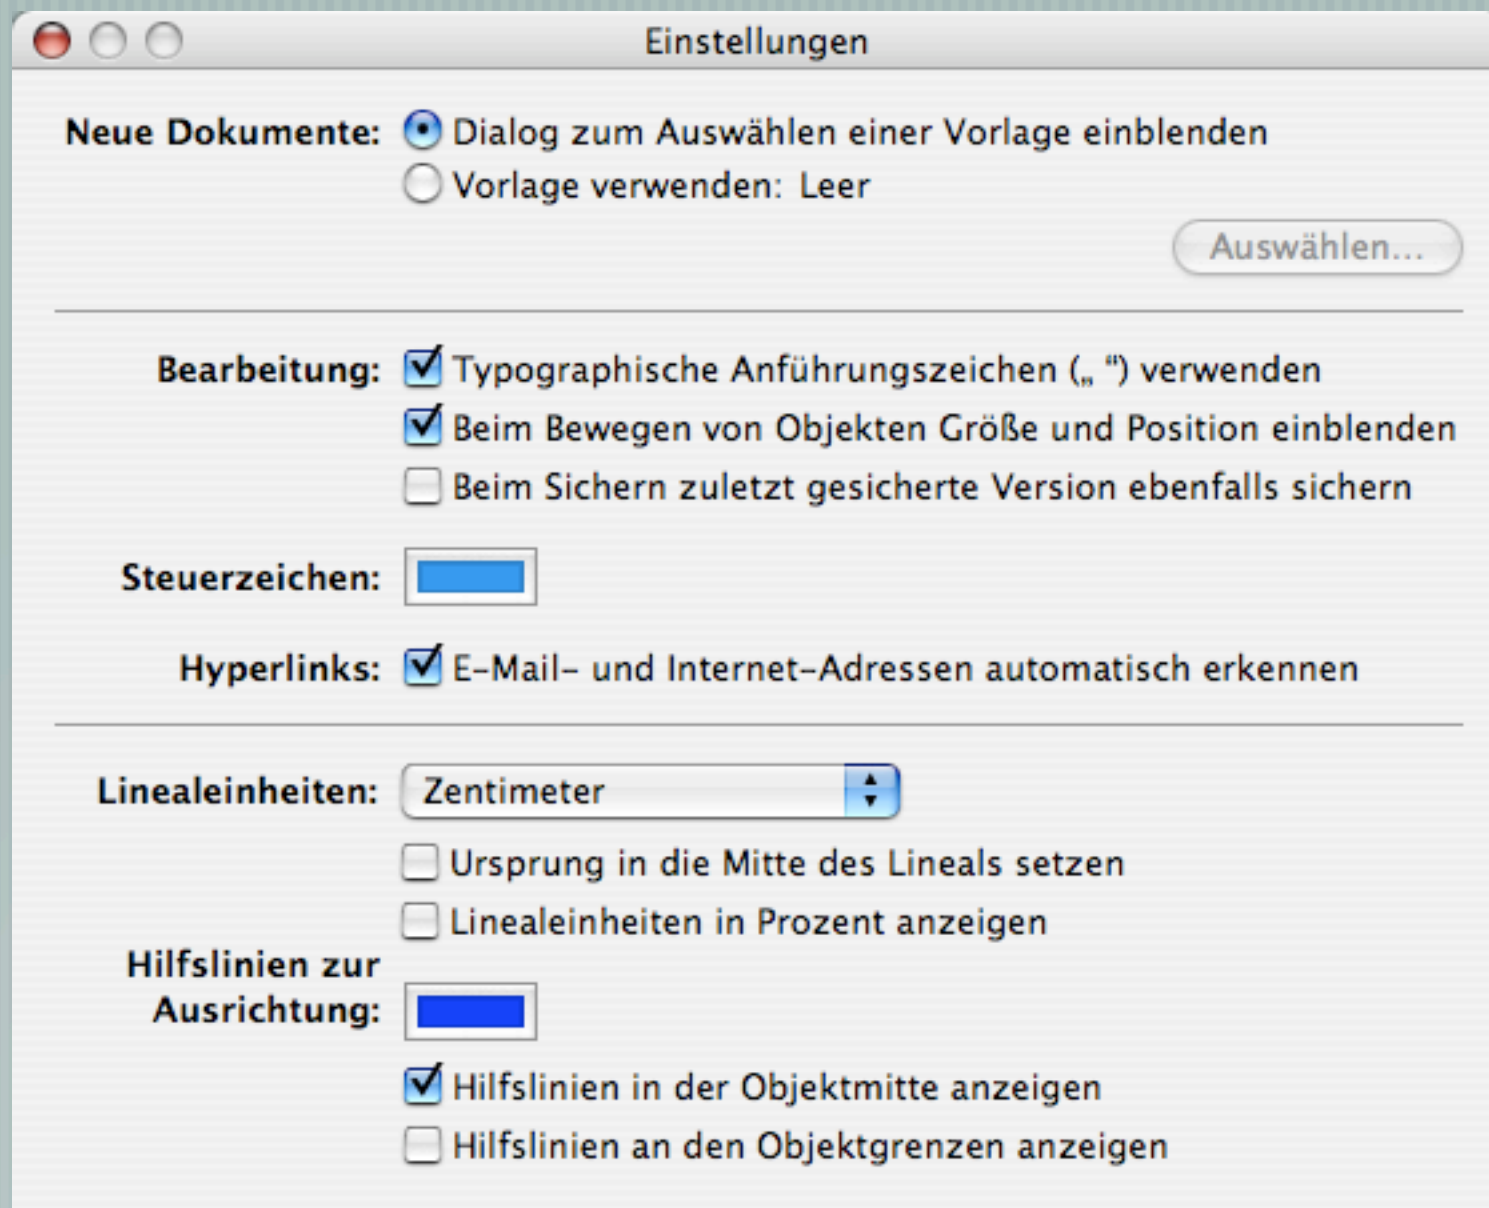 Einstellungen
Neue Dokumente: Dialog zum Auswählen einer Vorlage einblenden
Vorlage verwenden: Leer
Auswählen...
Bearbeitung: Typographische Anführungszeichen („ “) verwenden
Beim Bewegen von Objekten Größe und Position einblenden
Beim Sichern zuletzt gesicherte Version ebenfalls sichern
Steuerzeichen:
Hyperlinks: E-Mail- und Internet-Adressen automatisch erkennen
Linealeinheiten: Zentimeter
Ursprung in die Mitte des Lineals setzen
Linealeinheiten in Prozent anzeigen
Hilfslinien zur
Ausrichtung:
Hilfslinien in der Objektmitte anzeigen
Hilfslinien an den Objektgrenzen anzeigen